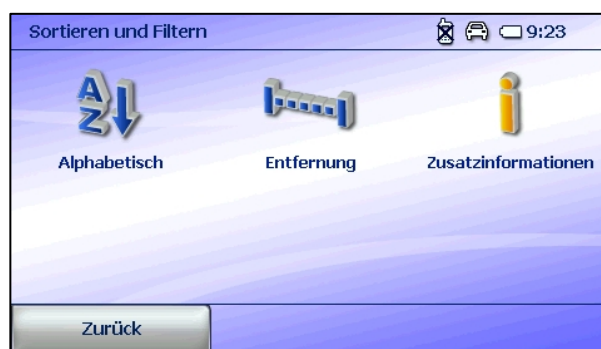 Sortieren und Filtern 9:23
Alphabetisch Entfernung Zusatzinformationen
Zurück